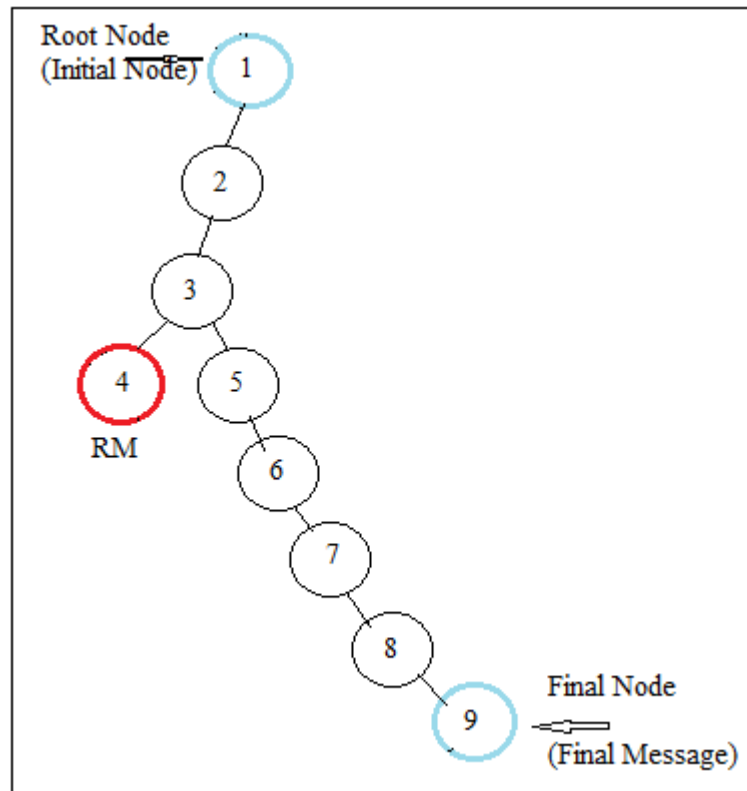 Root Node
(Initial Node)
1
2
3
4
5
RM
6
7
8
9
Final Node
(Final Message)